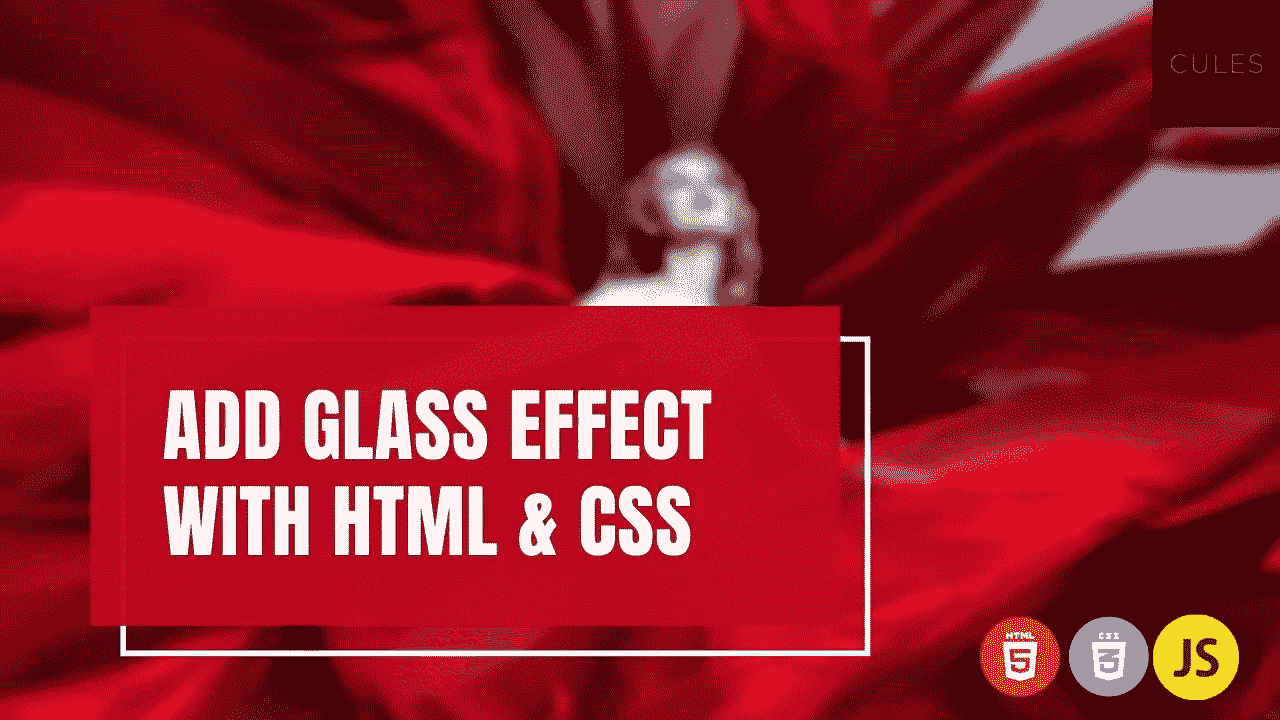 CULES
ADD GLASS EFFECT
WITH HTML & CSS
HTML
5
CSS
3
JS